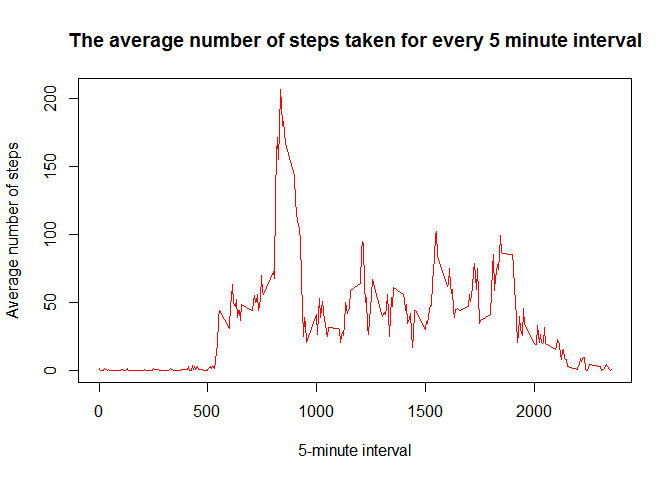 The average number of steps taken for every 5 minute interval
Average number of steps
200
150
100
50
0
0 500 1000 1500 2000
5-minute interval